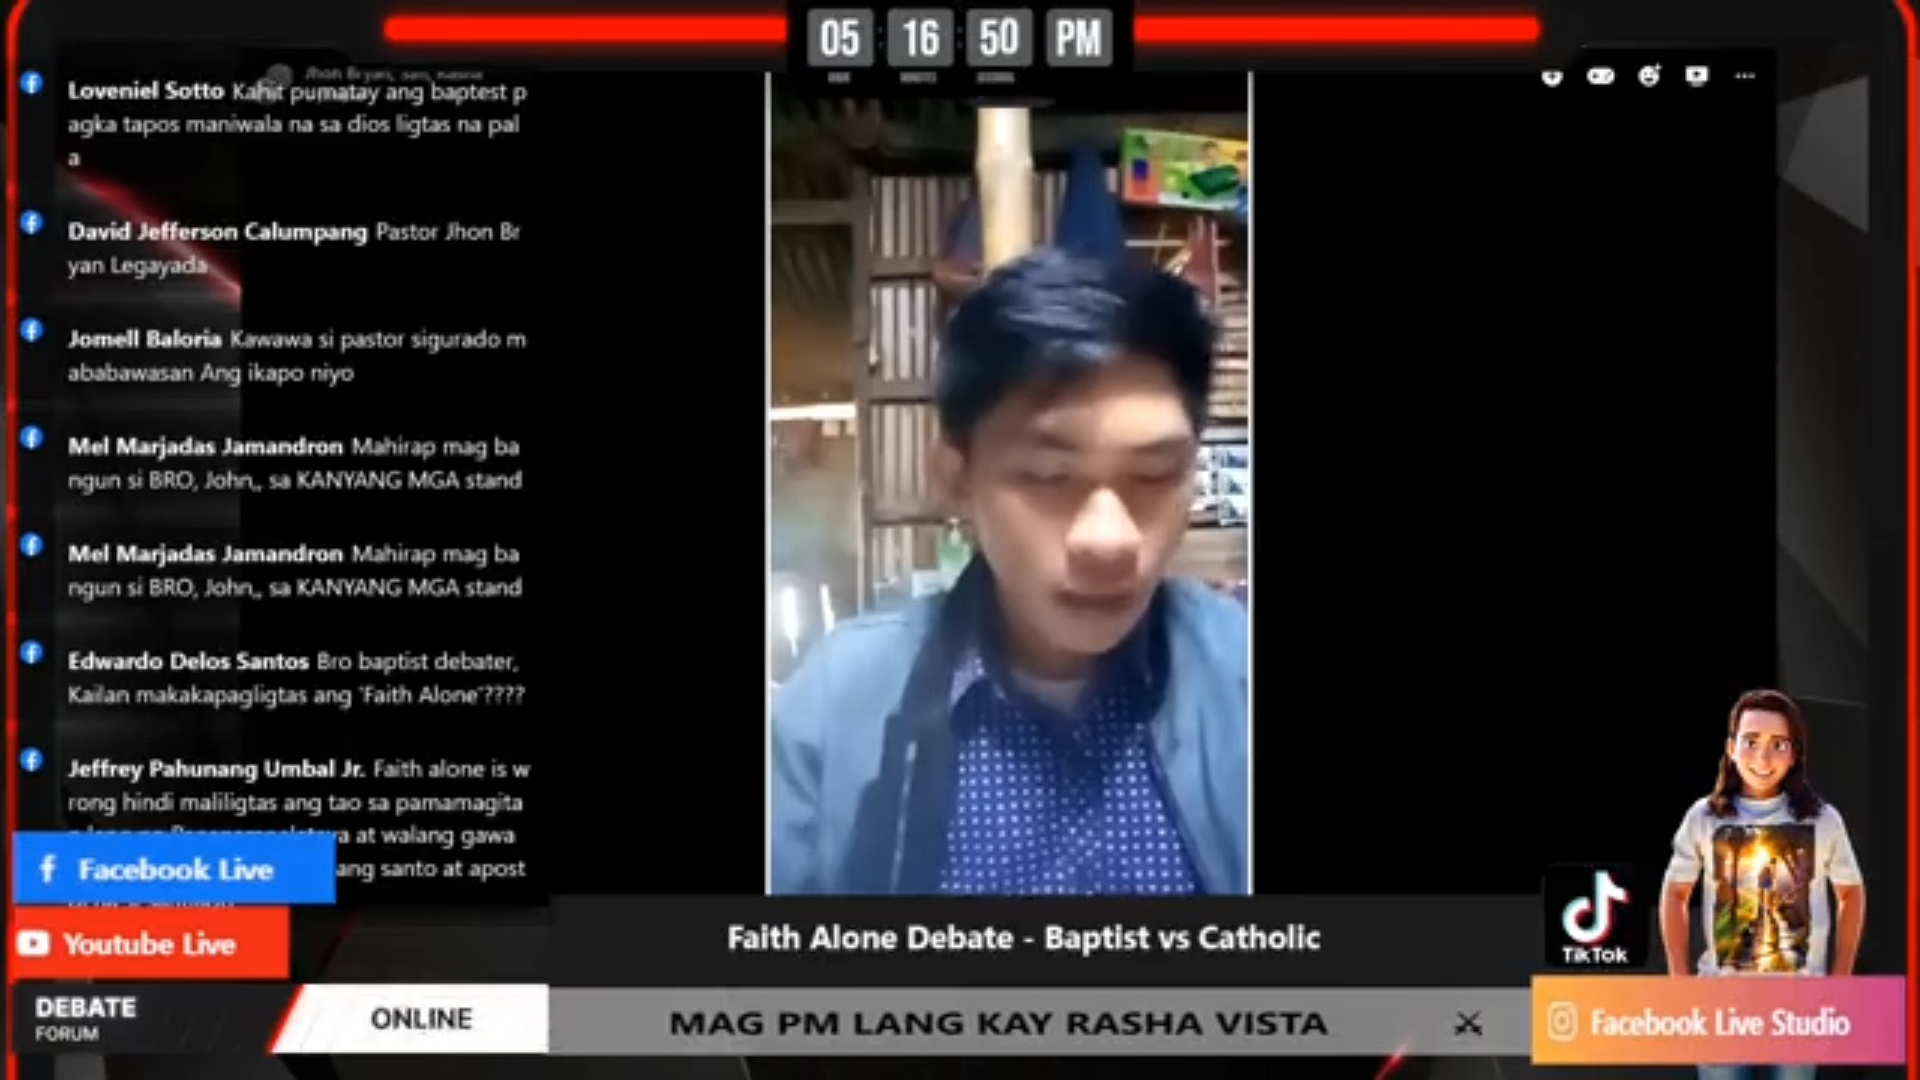 05 : 16 : 50 PM
Jhon Bryan, San, Rasha
Loveniel Sotto Kahit pumatay ang baptest p
agka tapos maniwala na sa dios ligtas na pal
a
David Jefferson Calumpang Pastor Jhon Br
yan Legayada
Jomell Baloria Kawawa si pastor sigurado m
ababawasan Ang ikapo niyo
Mel Marjadas Jamandron Mahirap mag ba
ngun si BRO, John,, sa KANYANG MGA stand
Mel Marjadas Jamandron Mahirap mag ba
ngun si BRO, John,, sa KANYANG MGA stand
Edwardo Delos Santos Bro baptist debater,
Kailan makakapagligtas ang 'Faith Alone'????
Jeffrey Pahunang Umbal Jr. Faith alone is w
rong hindi maliligtas ang tao sa pamamagita
at walang gawa
ang santo at apost
Facebook Live
Youtube Live
Faith Alone Debate - Baptist vs Catholic
TikTok
DEBATE
FORUM
ONLINE
MAG PM LANG KAY RASHA VISTA
Facebook Live Studio